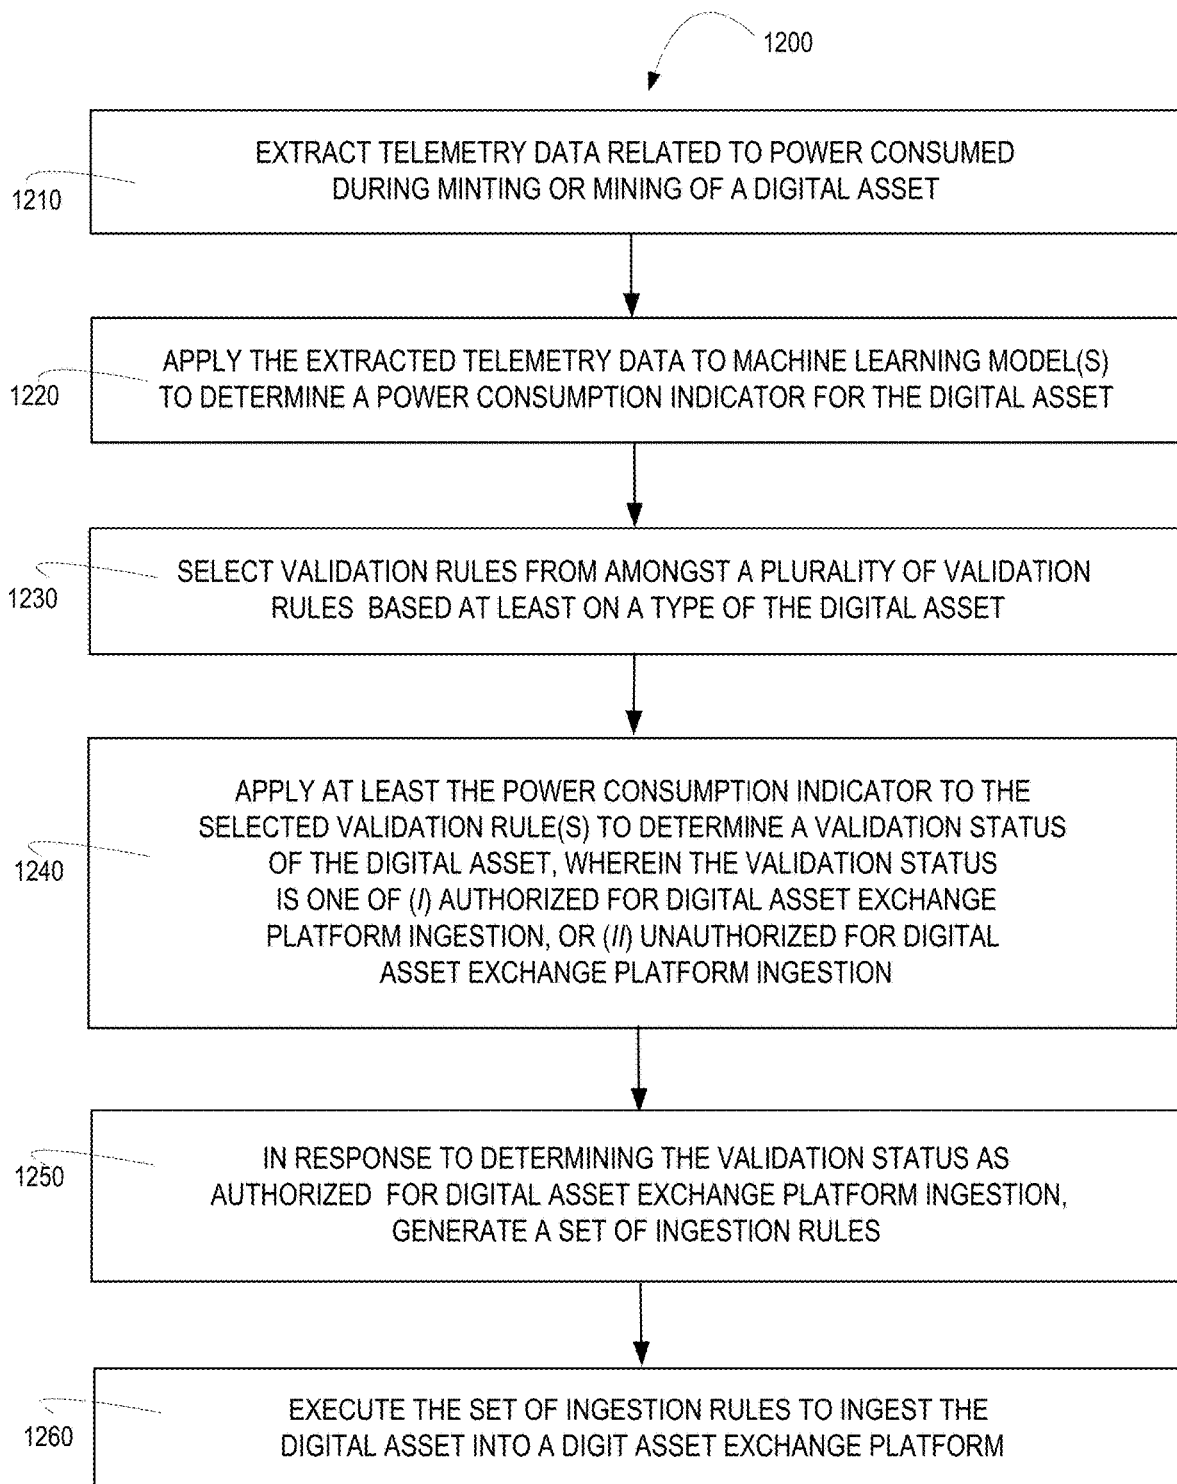 1200
EXTRACT TELEMETRY DATA RELATED TO POWER CONSUMED
DURING MINTING OR MINING OF A DIGITAL ASSET
1210
APPLY THE EXTRACTED TELEMETRY DATA TO MACHINE LEARNING MODEL(S)
TO DETERMINE A POWER CONSUMPTION INDICATOR FOR THE DIGITAL ASSET
1220
SELECT VALIDATION RULES FROM AMONGST A PLURALITY OF VALIDATION
RULES BASED AT LEAST ON A TYPE OF THE DIGITAL ASSET
1230
APPLY AT LEAST THE POWER CONSUMPTION INDICATOR TO THE
SELECTED VALIDATION RULE(S) TO DETERMINE A VALIDATION STATUS
OF THE DIGITAL ASSET, WHEREIN THE VALIDATION STATUS
IS ONE OF (I) AUTHORIZED FOR DIGITAL ASSET EXCHANGE
PLATFORM INGESTION, OR (II) UNAUTHORIZED FOR DIGITAL
ASSET EXCHANGE PLATFORM INGESTION
1240
IN RESPONSE TO DETERMINING THE VALIDATION STATUS AS
AUTHORIZED FOR DIGITAL ASSET EXCHANGE PLATFORM INGESTION,
GENERATE A SET OF INGESTION RULES
1250
EXECUTE THE SET OF INGESTION RULES TO INGEST THE
DIGITAL ASSET INTO A DIGIT ASSET EXCHANGE PLATFORM
1260